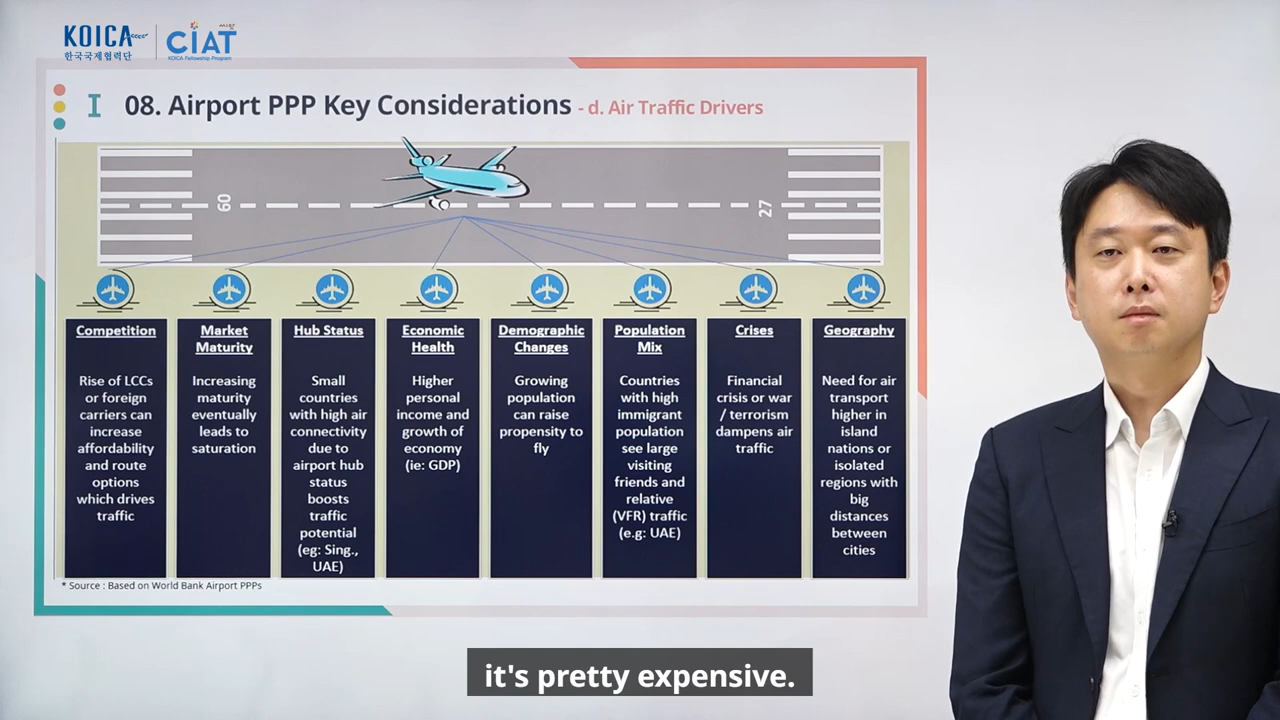 KOICA
한국국제협력단
CIAT
KOICA Fellowship Program
I 08. Airport PPP Key Considerations - d. Air Traffic Drivers
60
27
Competition
Rise of LCCs
or foreign
carriers can
increase
affordability
and route
options
which drives
traffic
Market
Maturity
Increasing
maturity
eventually
leads to
saturation
Hub Status
Small
countries
with high air
connectivity
due to
airport hub
status
boosts
traffic
potential
(eg: Sing.,
UAE)
Economic
Health
Higher
personal
income and
growth of
economy
(ie: GDP)
Demographic
Changes
Growing
population
can raise
propensity to
fly
Population
Mix
Countries
with high
immigrant
population
see large
visiting
friends and
relative
(VFR) traffic
(e.g: UAE)
Crises
Financial
crisis or war
/ terrorism
dampens air
traffic
Geography
Need for air
transport
higher in
island
nations or
isolated
regions with
big
distances
between
cities
* Source : Based on World Bank Airport PPPs
it's pretty expensive.